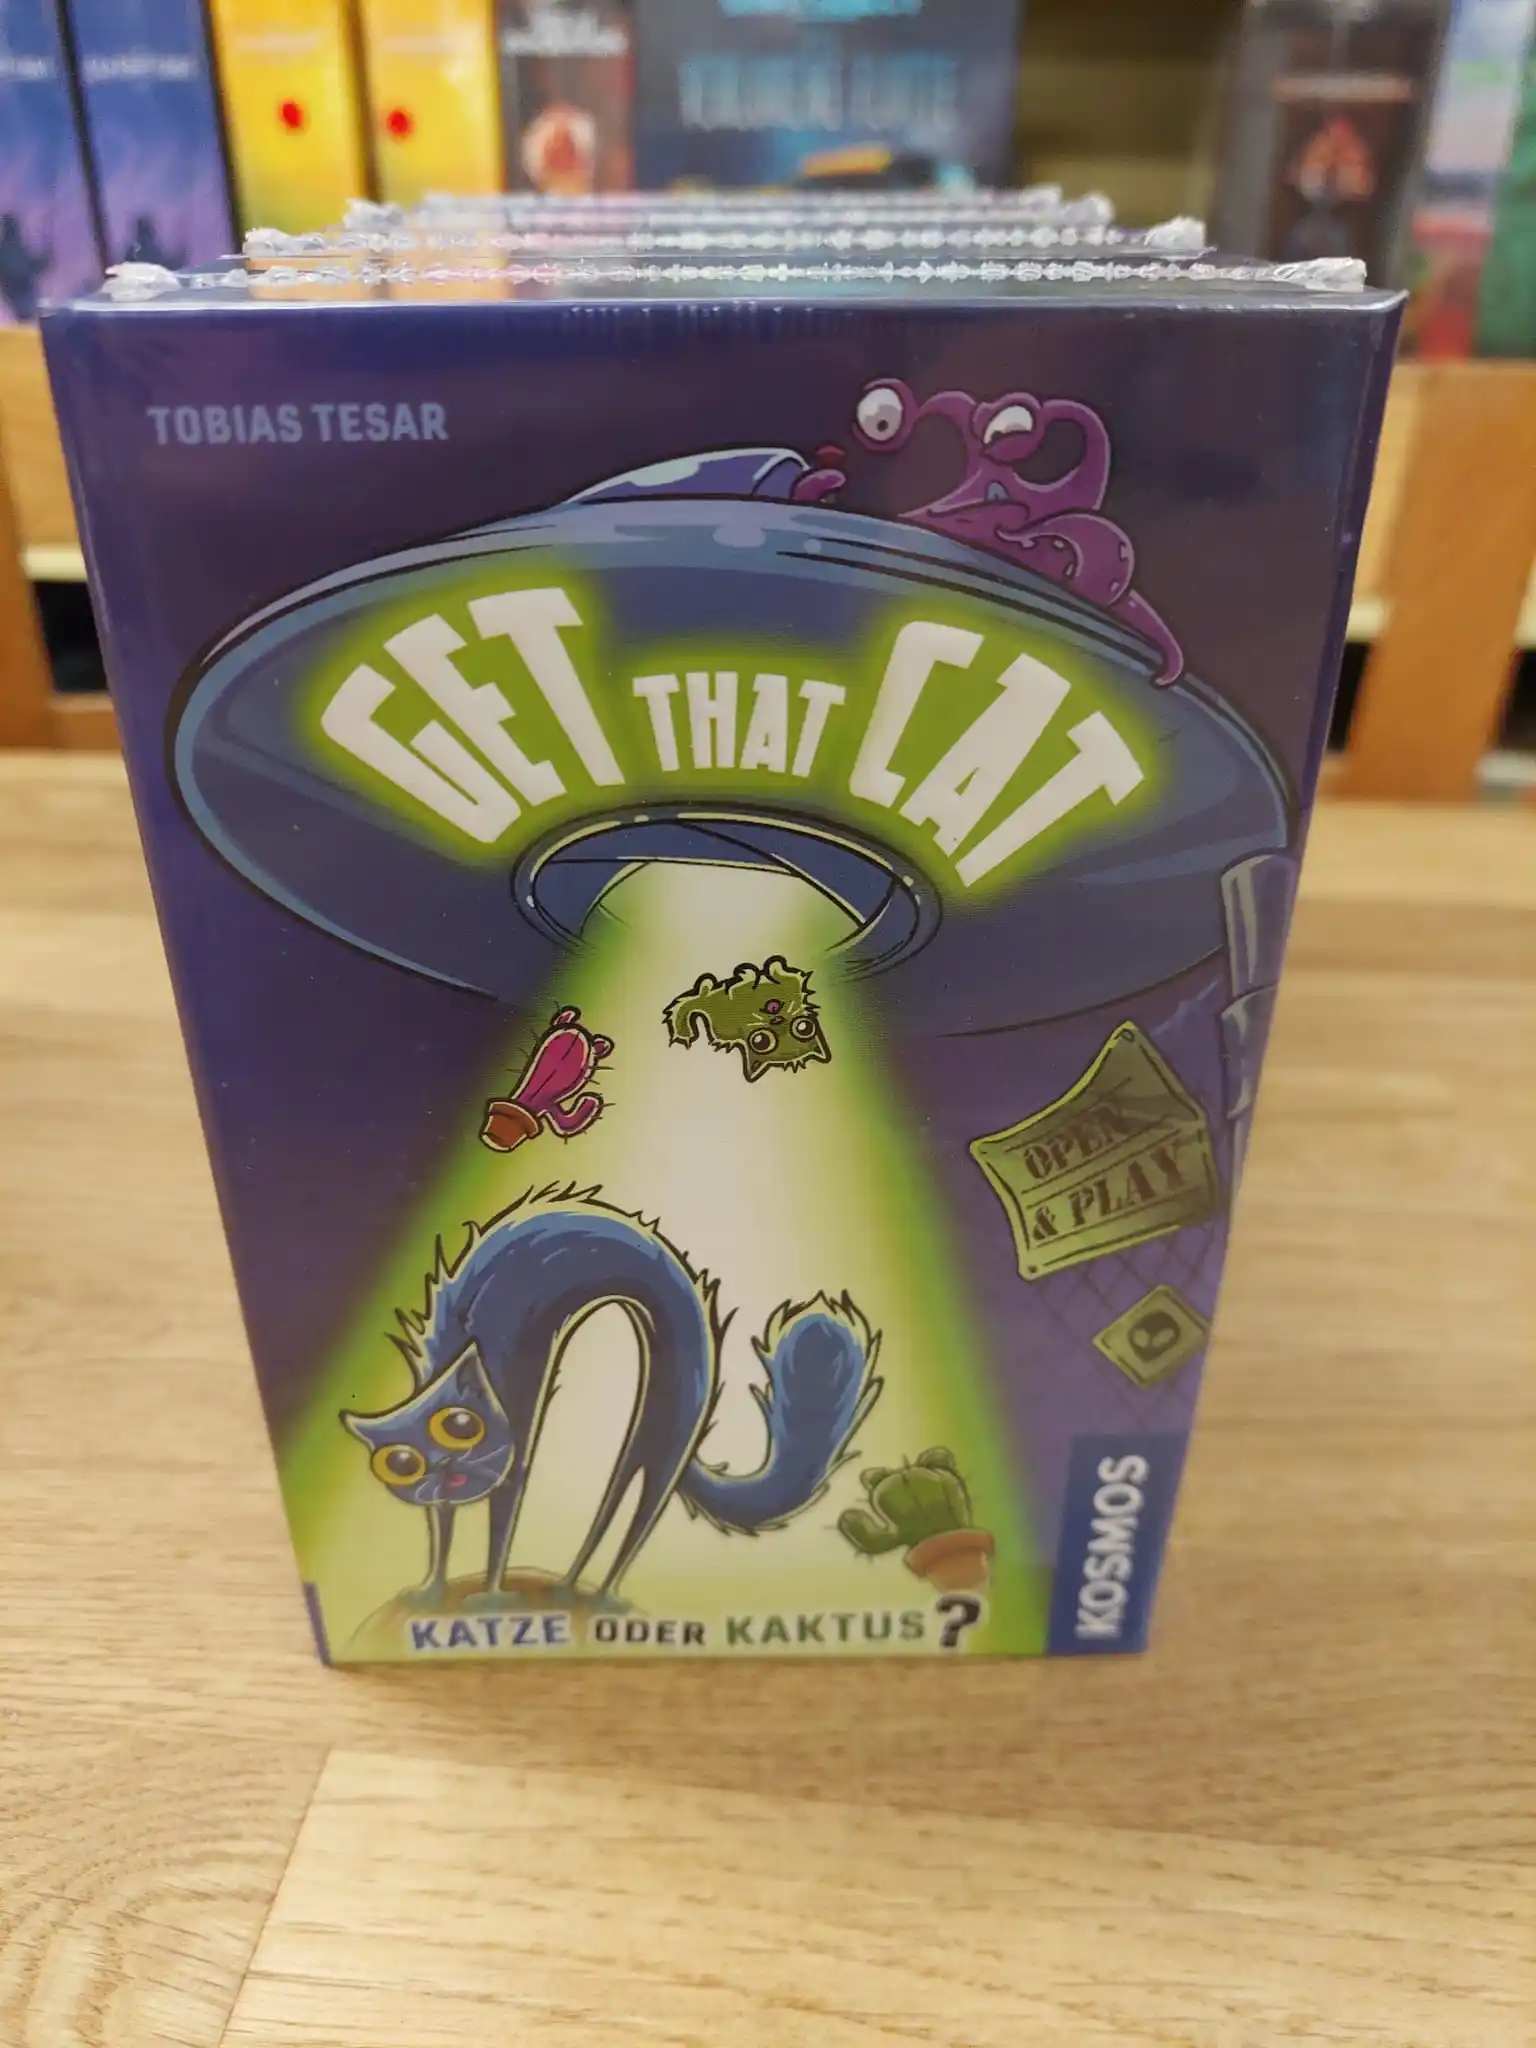 TOBIAS TESAR
GET THAT CAT
OPEN
& PLAY
KOSMOS
KATZE ODER KAKTUS?